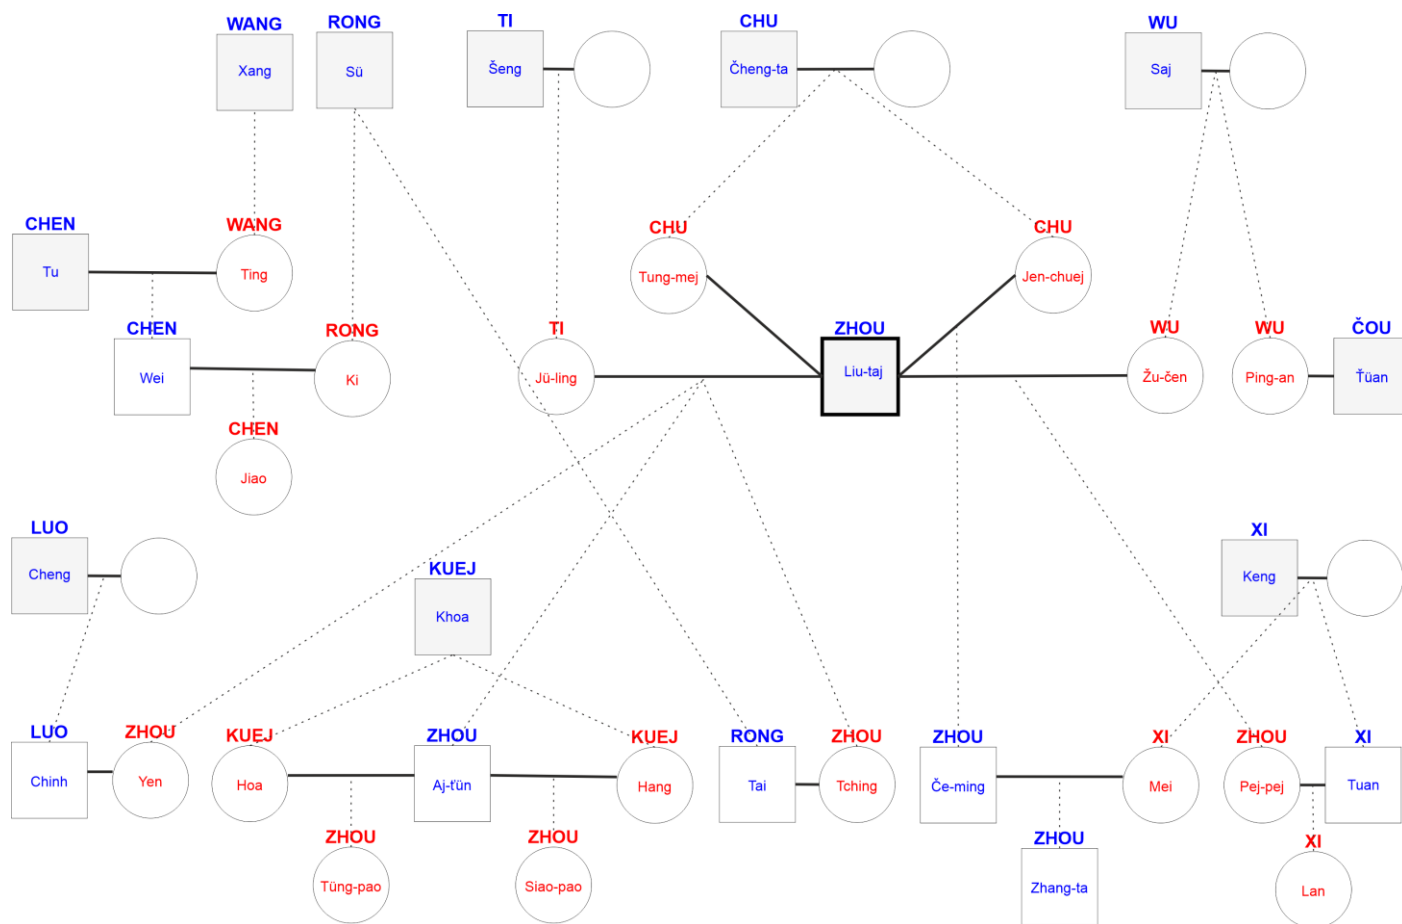 WANG
RONG
TI
CHU
WU
Xang
Sü
Šeng
Čheng-ta
Saj
CHEN
WANG
CHU
CHU
Tu
Ting
Tung-mej
Jen-chuej
CHEN
RONG
TI
ZHOU
WU
WU
ČOU
Wei
Ki
Jü-ling
Liu-taj
Žu-čen
Ping-an
Ťüan
CHEN
Jiao
LUO
XI
Cheng
Keng
KUEJ
Khoa
LUO
ZHOU
KUEJ
ZHOU
KUEJ
RONG
ZHOU
ZHOU
XI
ZHOU
XI
Chinh
Yen
Hoa
Aj-ťün
Hang
Tai
Tching
Če-ming
Mei
Pej-pej
Tuan
ZHOU
ZHOU
ZHOU
XI
Tüng-pao
Siao-pao
Zhang-ta
Lan